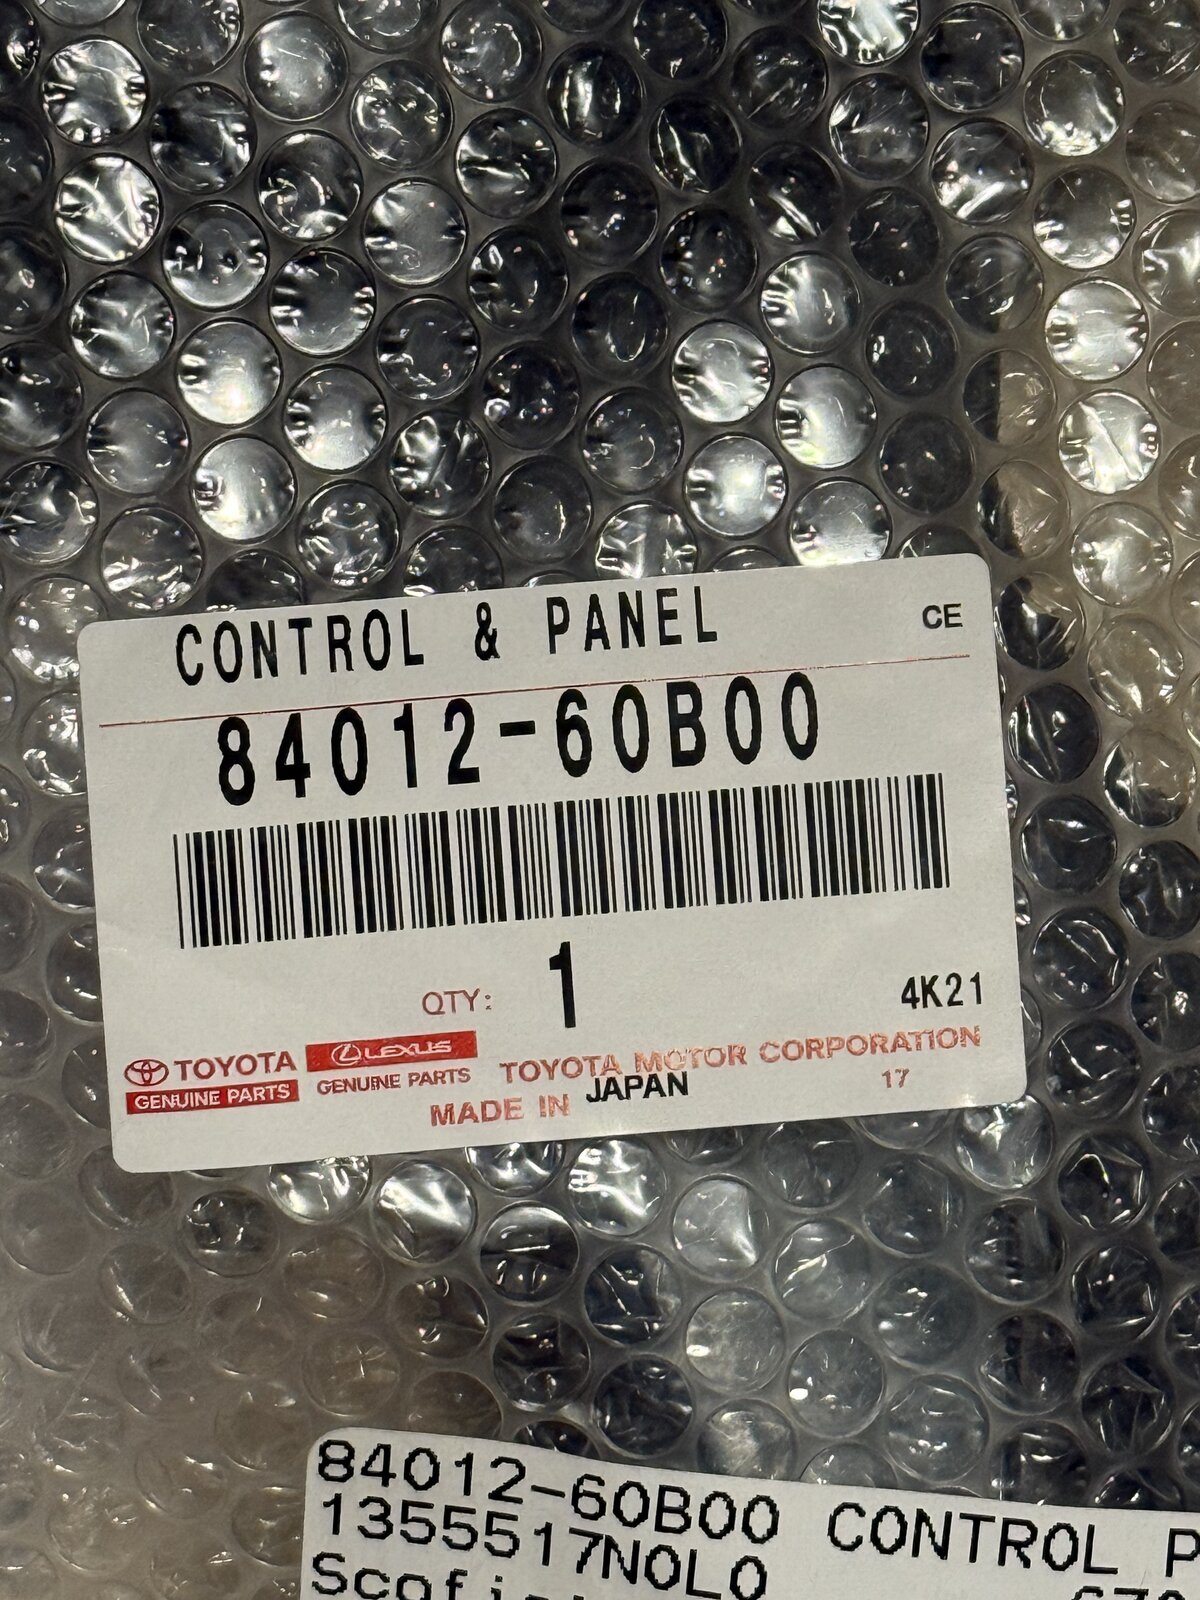 CONTROL & PANEL
CE
84012-60B00
QTY: 1
4K21
TOYOTA
GENUINE PARTS
LEXUS
GENUINE PARTS
TOYOTA MOTOR CORPORATION
MADE IN JAPAN
17
84012-60B00 CONTROL P
1355517N0L0